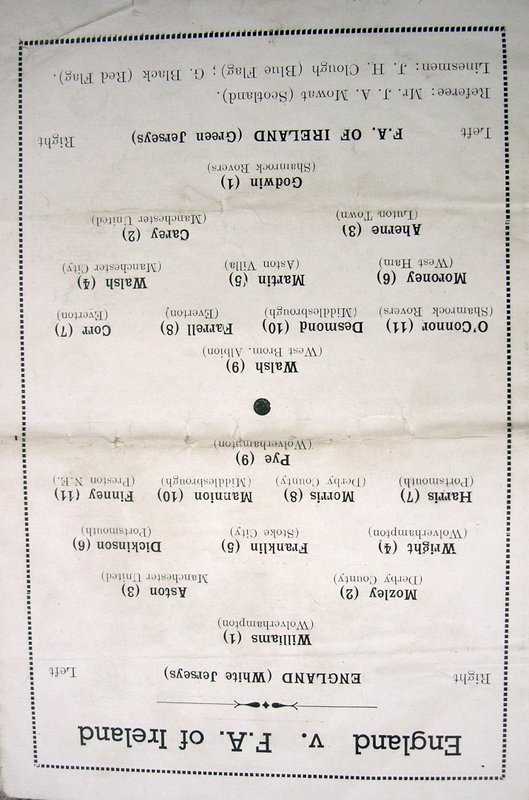 England v. F.A. of Ireland
Right ENGLAND (White Jerseys) Left
Williams (1)
(Wolverhampton)
Mozley (2) Aston (3)
(Derby County) (Manchester United)
Wright (4) Franklin (5) Dickinson (6)
(Wolverhampton) (Stoke City) (Portsmouth)
Harris (7) Morris (8) Mannion (10) Finney (11)
(Portsmouth) (Derby County) (Middlesbrough) (Preston N.E.)
Pye (9)
(Wolverhampton)
Walsh (9)
(West Brom. Albion)
O'Connor (11) Desmond (10) Farrell (8) Corr (7)
(Shamrock Rovers) (Middlesbrough) (Everton) (Everton)
Moroney (6) Martin (5) Walsh (4)
(West Ham) (Aston Villa) (Manchester City)
Aherne (3) Carey (2)
(Luton Town) (Manchester United)
Godwin (1)
(Shamrock Rovers)
Left F.A. OF IRELAND (Green Jerseys) Right
Referee: Mr. J. A. Mowat (Scotland).
Linesmen: J. H. Clough (Blue Flag); G. Black (Red Flag).